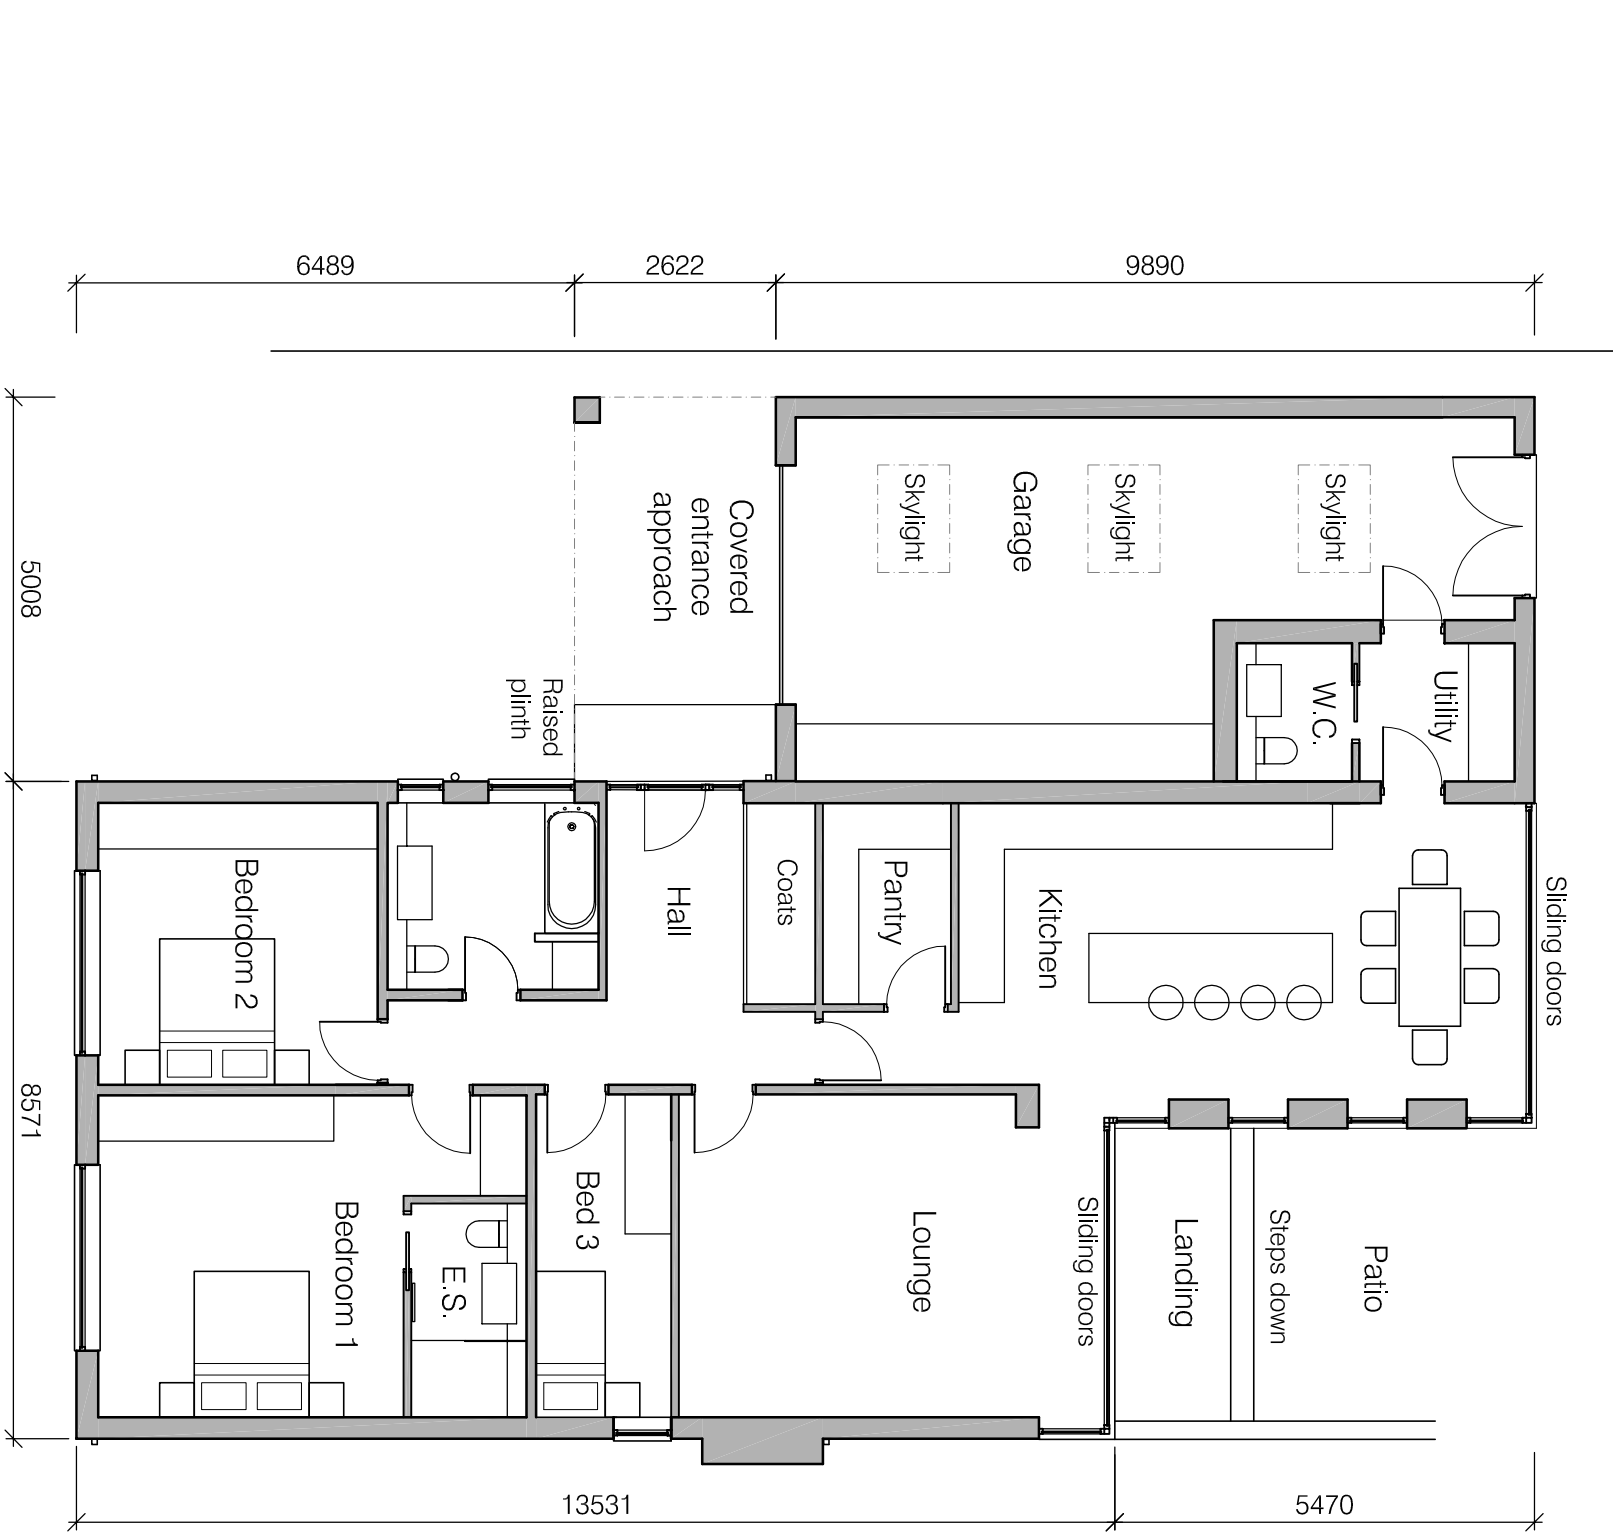 6489
2622
9890
5008
8571
Covered
entrance
approach
Raised
plinth
Garage
Skylight
Skylight
Skylight
W.C.
Utility
Bedroom 2
Hall
Coats
Pantry
Kitchen
Sliding doors
Bedroom 1
E.S.
Bed 3
Lounge
Sliding doors
Landing
Steps down
Patio
13531
5470